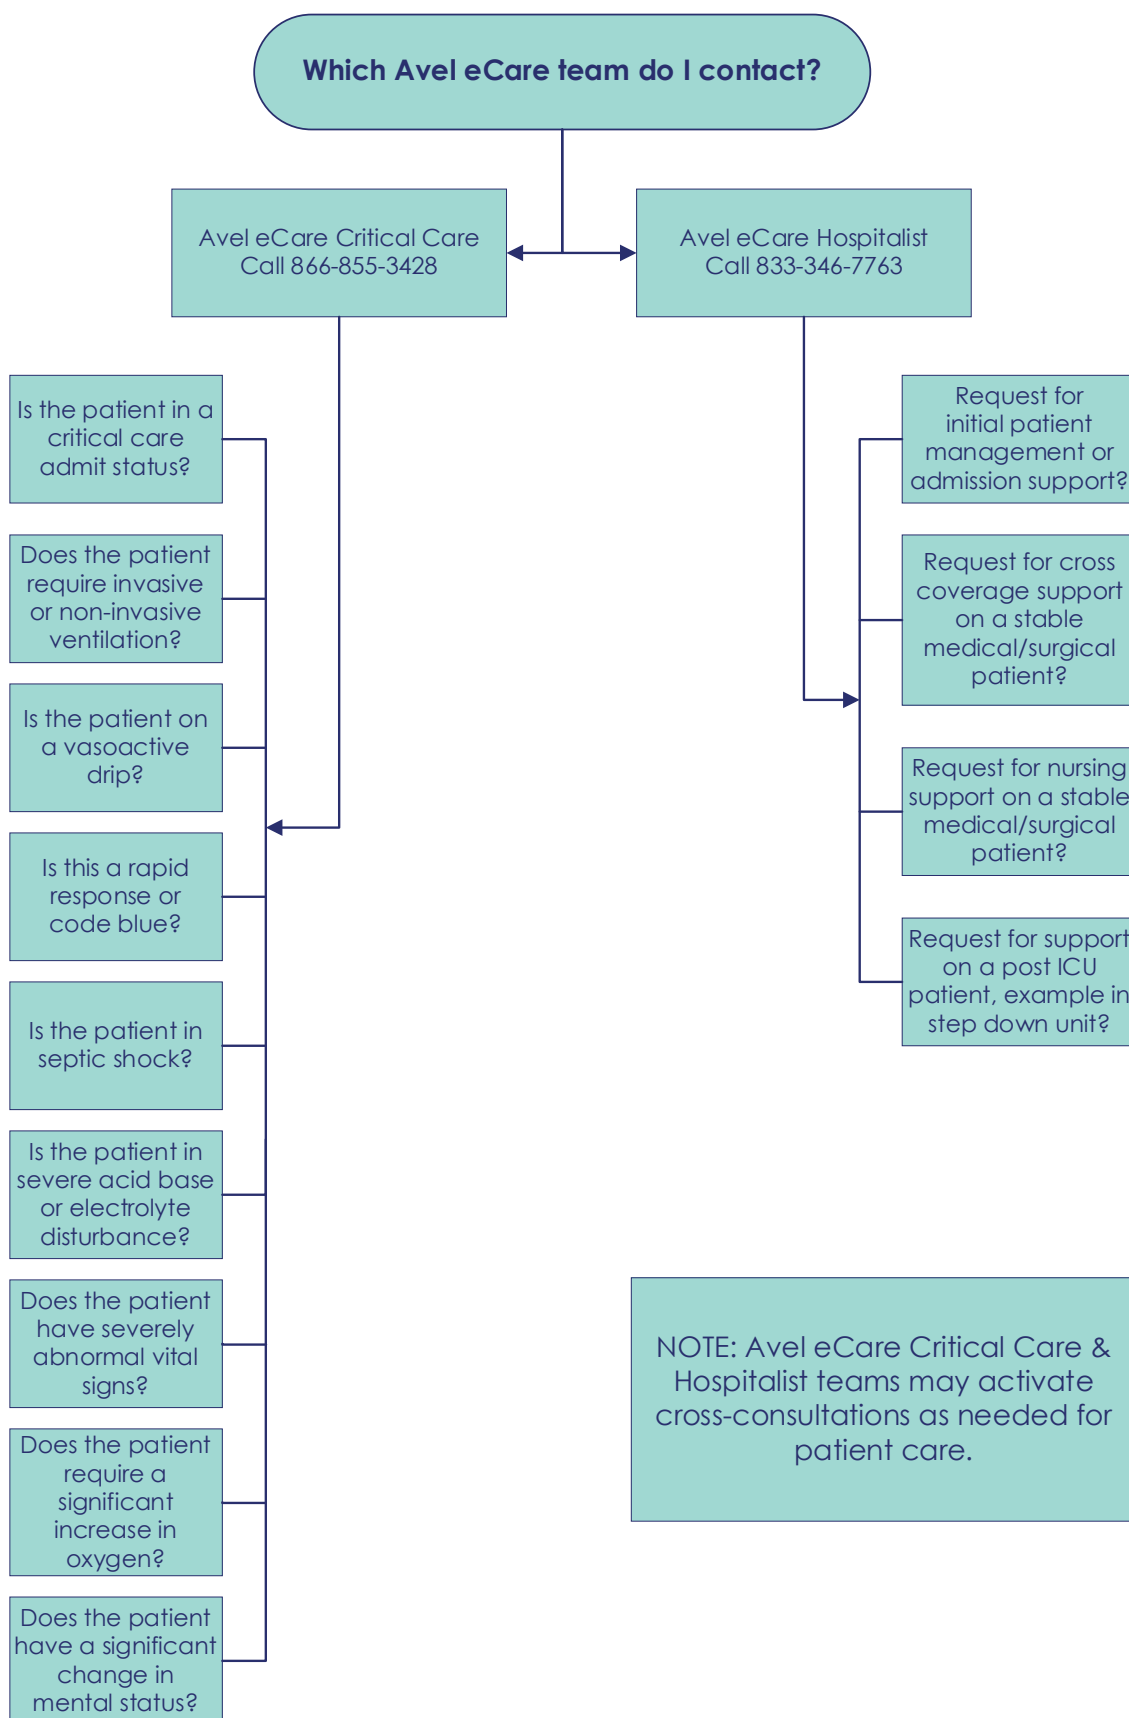 Which Avel eCare team do I contact?
Avel eCare Critical Care
Call 866-855-3428
Avel eCare Hospitalist
Call 833-346-7763
Is the patient in a
critical care
admit status?
Does the patient
require invasive
or non-invasive
ventilation?
Is the patient on
a vasoactive
drip?
Is this a rapid
response or
code blue?
Is the patient in
septic shock?
Is the patient in
severe acid base
or electrolyte
disturbance?
Does the patient
have severely
abnormal vital
signs?
Does the patient
require a
significant
increase in
oxygen?
Does the patient
have a significant
change in
mental status?
Request for
initial patient
management or
admission support?
Request for cross
coverage support
on a stable
medical/surgical
patient?
Request for nursing
support on a stable
medical/surgical
patient?
Request for support
on a post ICU
patient, example in
step down unit?
NOTE: Avel eCare Critical Care &
Hospitalist teams may activate
cross-consultations as needed for
patient care.